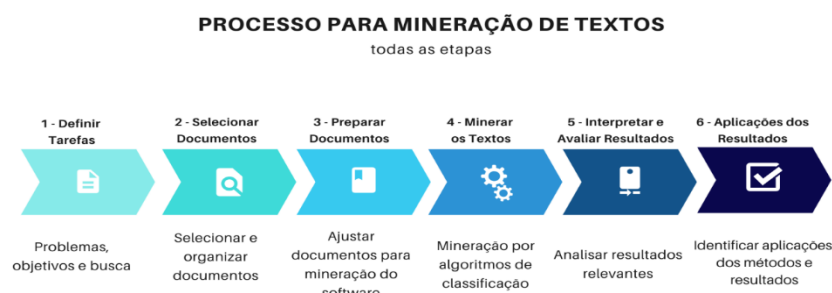 PROCESSO PARA MINERAÇÃO DE TEXTOS
todas as etapas
1 - Definir
Tarefas
2 - Selecionar
Documentos
3 - Preparar
Documentos
4 - Minerar
os Textos
5 - Interpretar e
Avaliar Resultados
6 - Aplicações dos
Resultados
Problemas,
objetivos e busca
Selecionar e
organizar
documentos
Ajustar
documentos para
mineração do
software
Mineração por
algoritmos de
classificação
Analisar resultados
relevantes
Identificar aplicações
dos métodos e
resultados